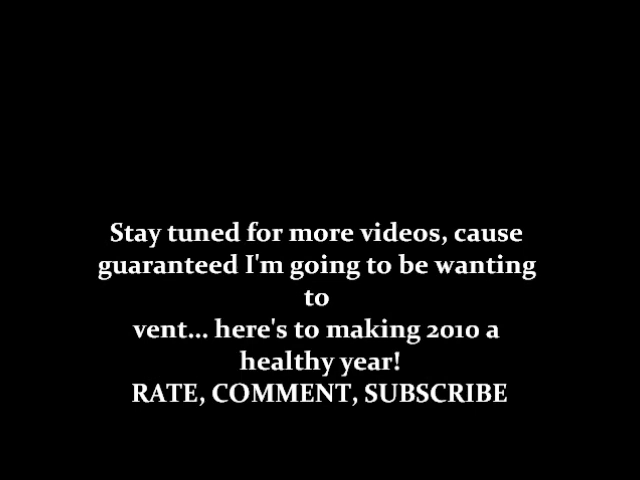 Stay tuned for more videos, cause
guaranteed I'm going to be wanting
to
vent... here's to making 2010 a
healthy year!
RATE, COMMENT, SUBSCRIBE